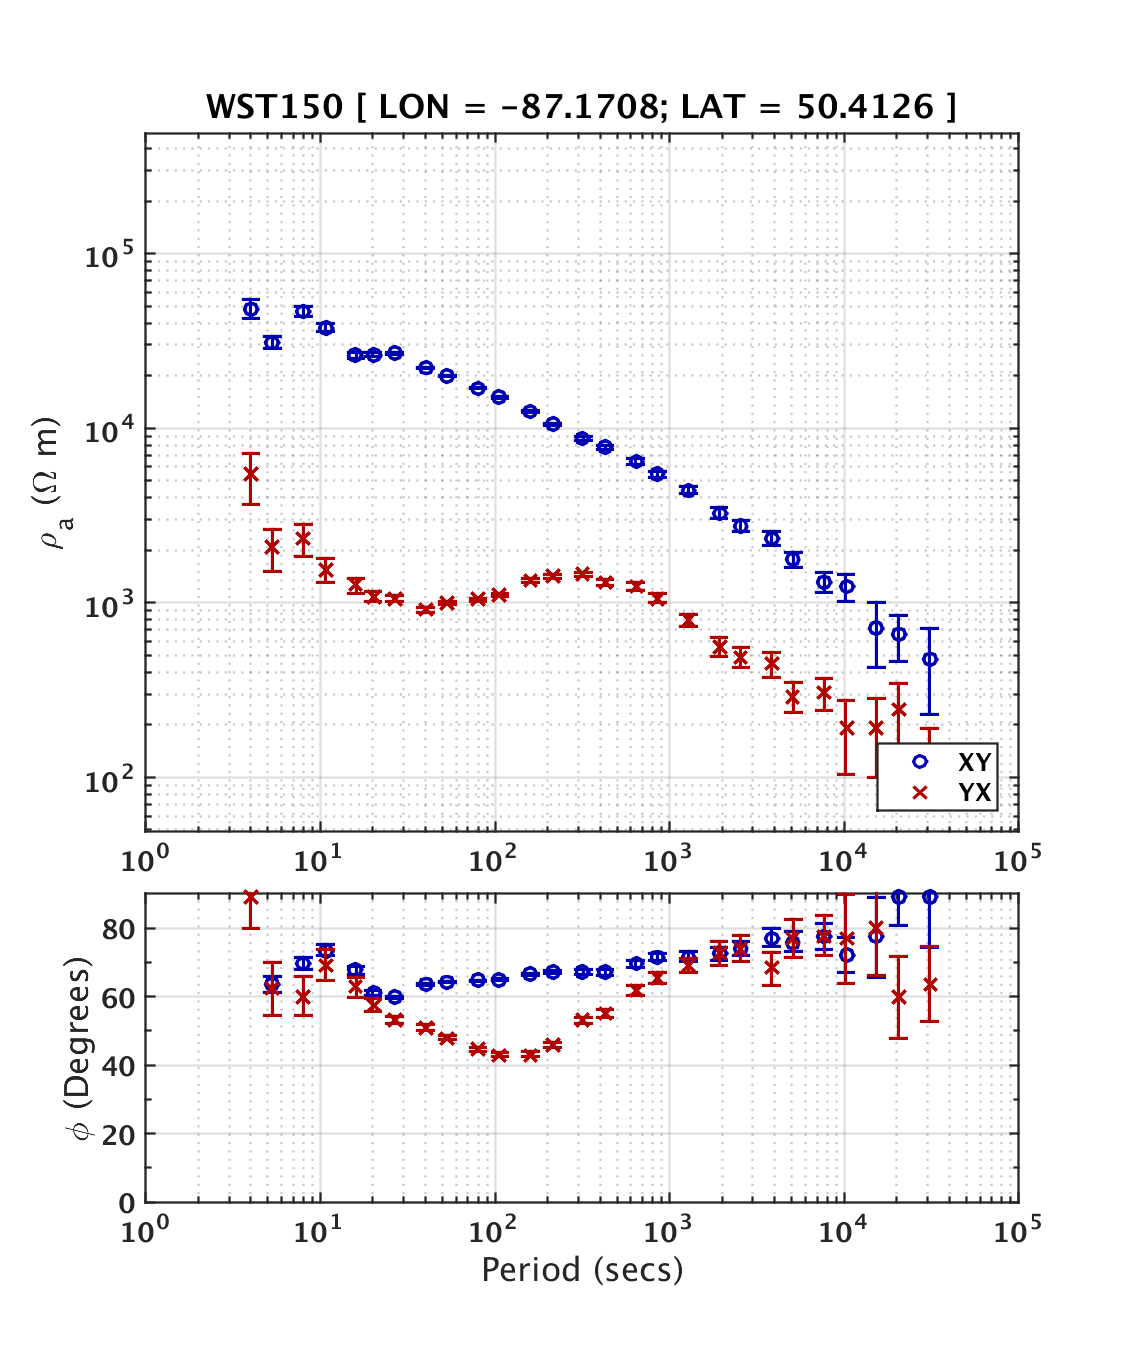 WST150 [ LON = −87.1708; LAT = 50.4126 ]
ρa (Ω m)
10^5
10^4
10^3
10^2
XY
YX
10^0 10^1 10^2 10^3 10^4 10^5
ϕ (Degrees)
80
60
40
20
0
10^0 10^1 10^2 10^3 10^4 10^5
Period (secs)